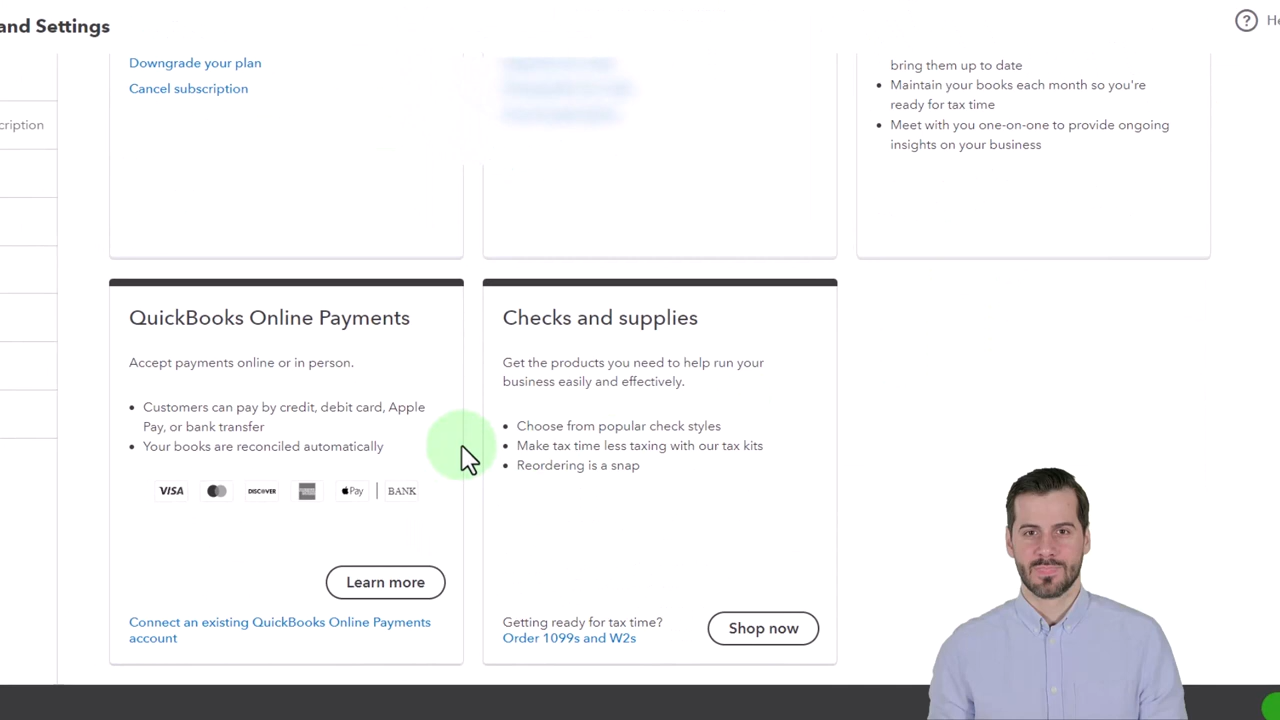 and Settings
He
Downgrade your plan
Cancel subscription
cription
bring them up to date
Maintain your books each month so you're
ready for tax time
Meet with you one-on-one to provide ongoing
insights on your business
QuickBooks Online Payments
Accept payments online or in person.
Customers can pay by credit, debit card, Apple
Pay, or bank transfer
Your books are reconciled automatically
VISA DISCOVER Pay BANK
Learn more
Connect an existing QuickBooks Online Payments
account
Checks and supplies
Get the products you need to help run your
business easily and effectively.
Choose from popular check styles
Make tax time less taxing with our tax kits
Reordering is a snap
Getting ready for tax time?
Order 1099s and W2s
Shop now